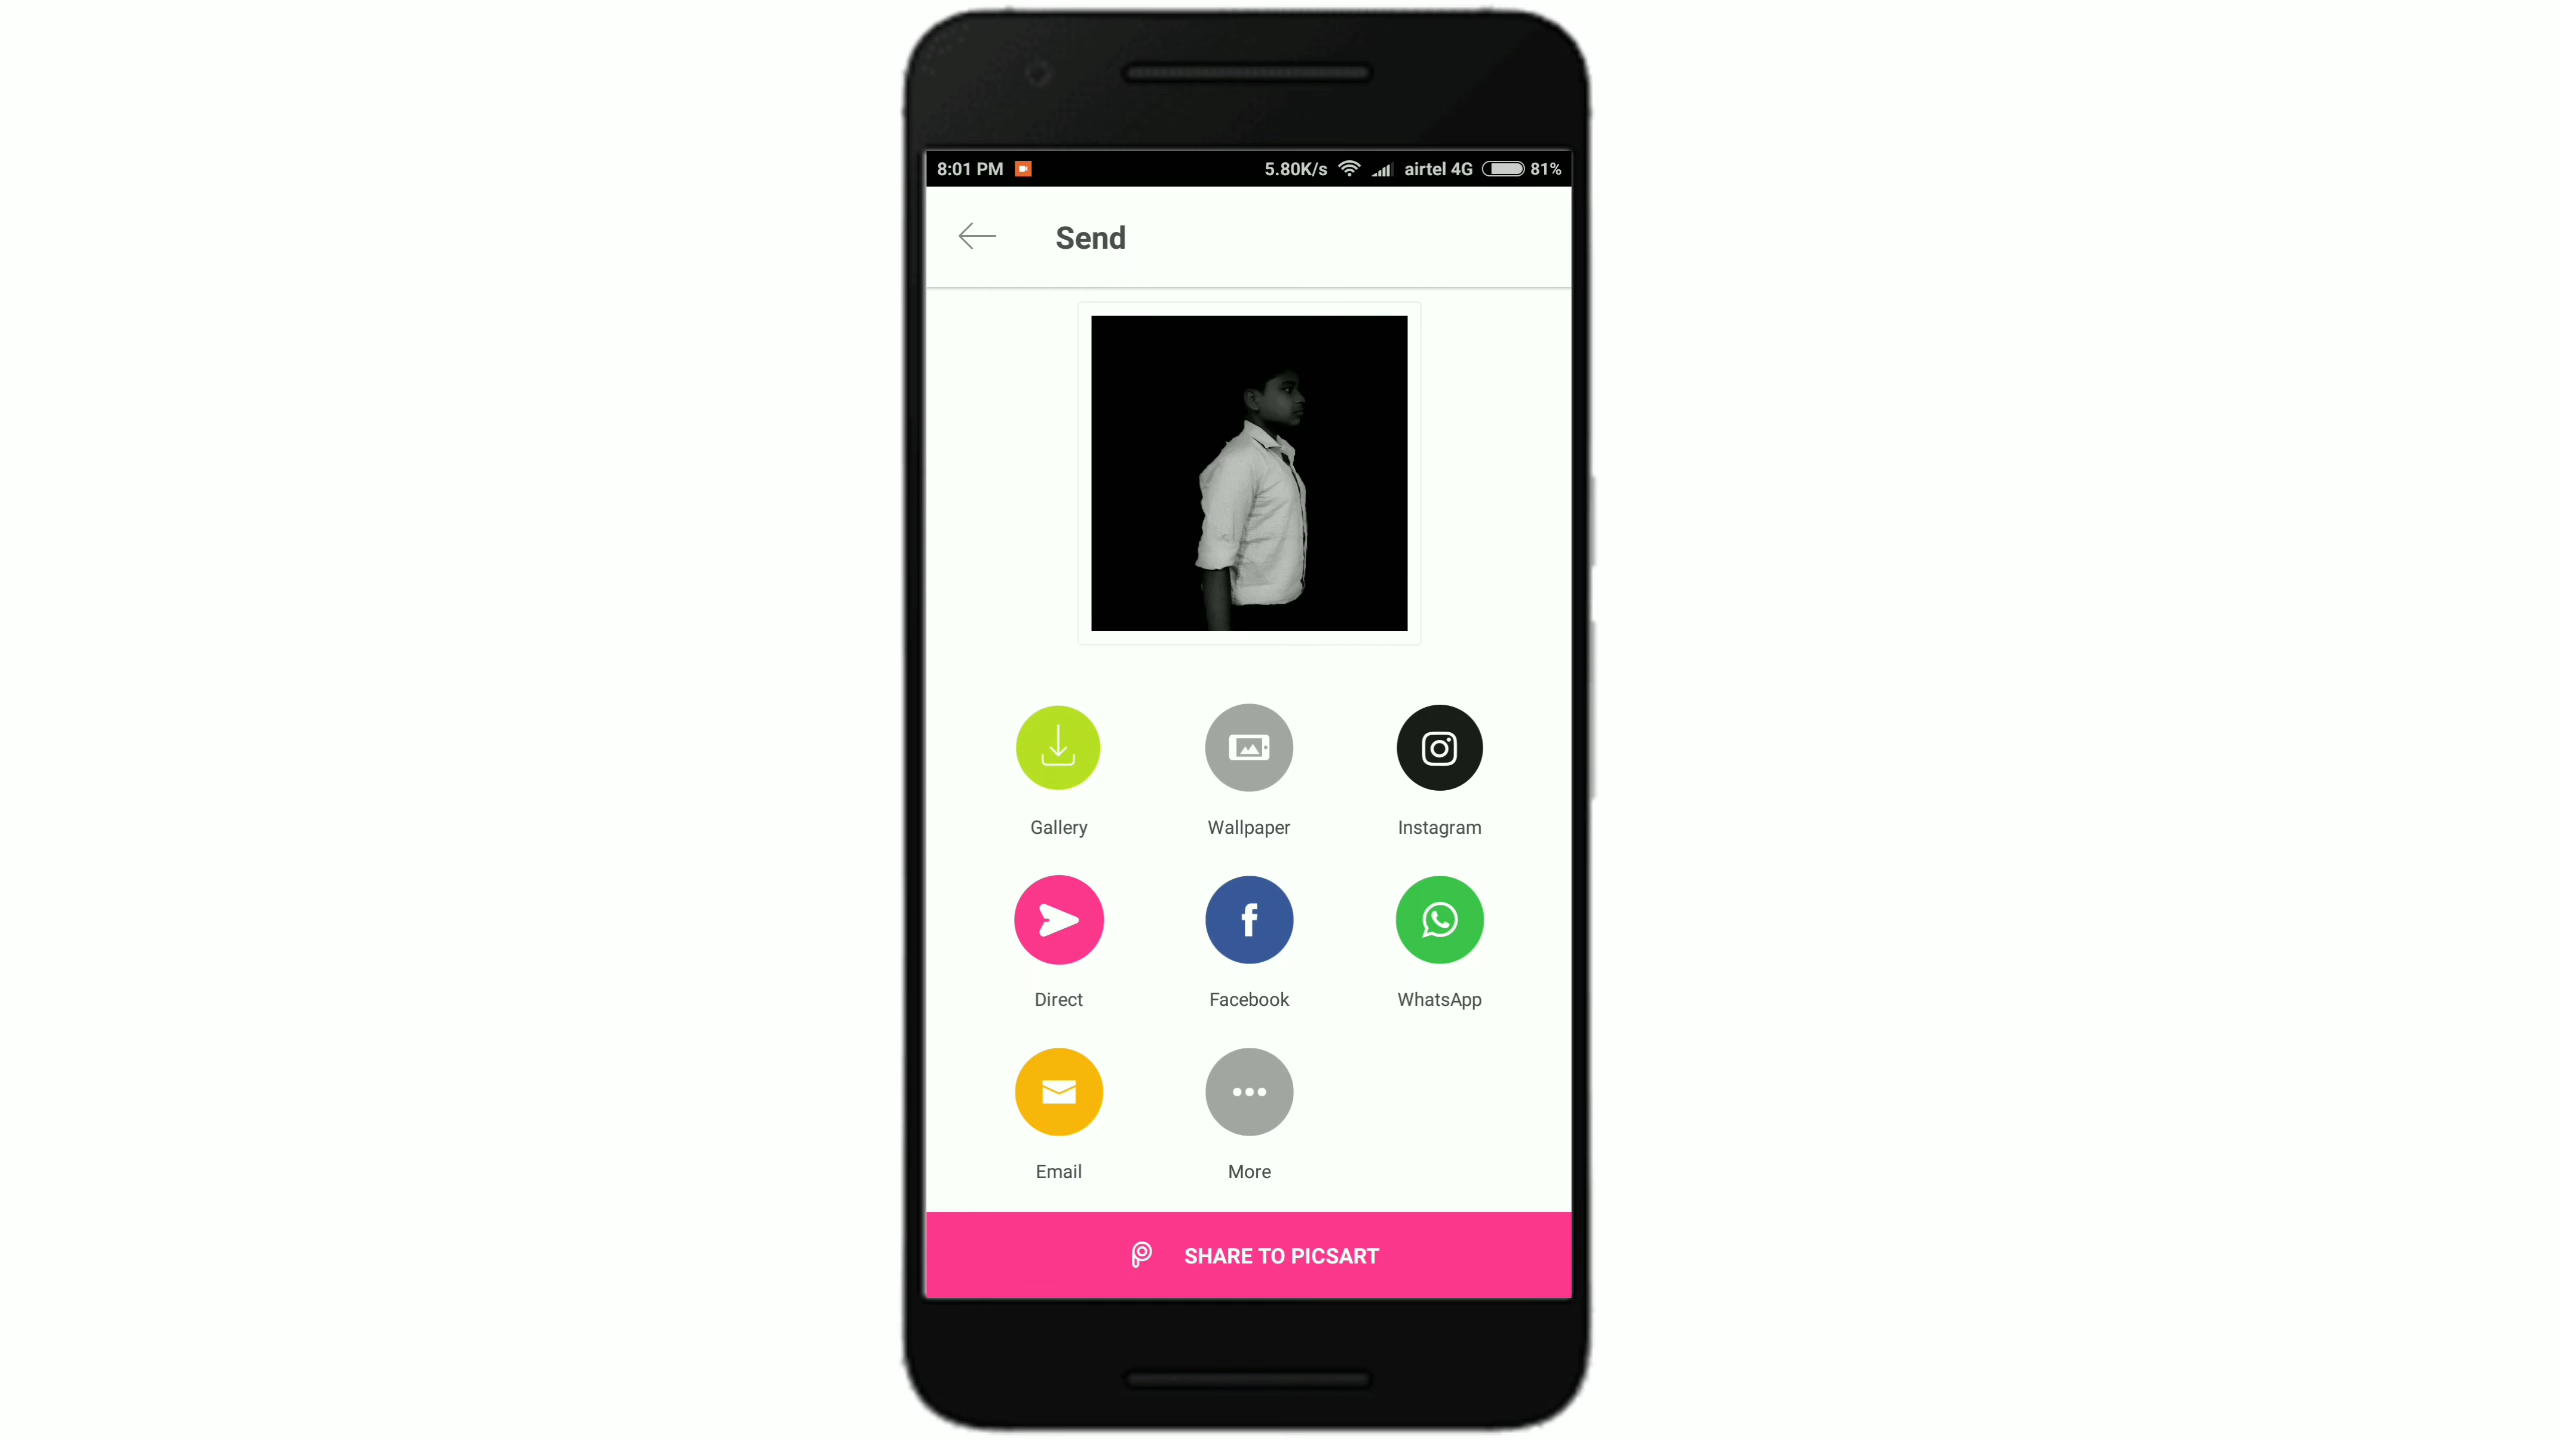 8:01 PM 5.80K/s airtel 4G 81%
Send
Gallery Wallpaper Instagram
Direct Facebook WhatsApp
Email More
SHARE TO PICSART